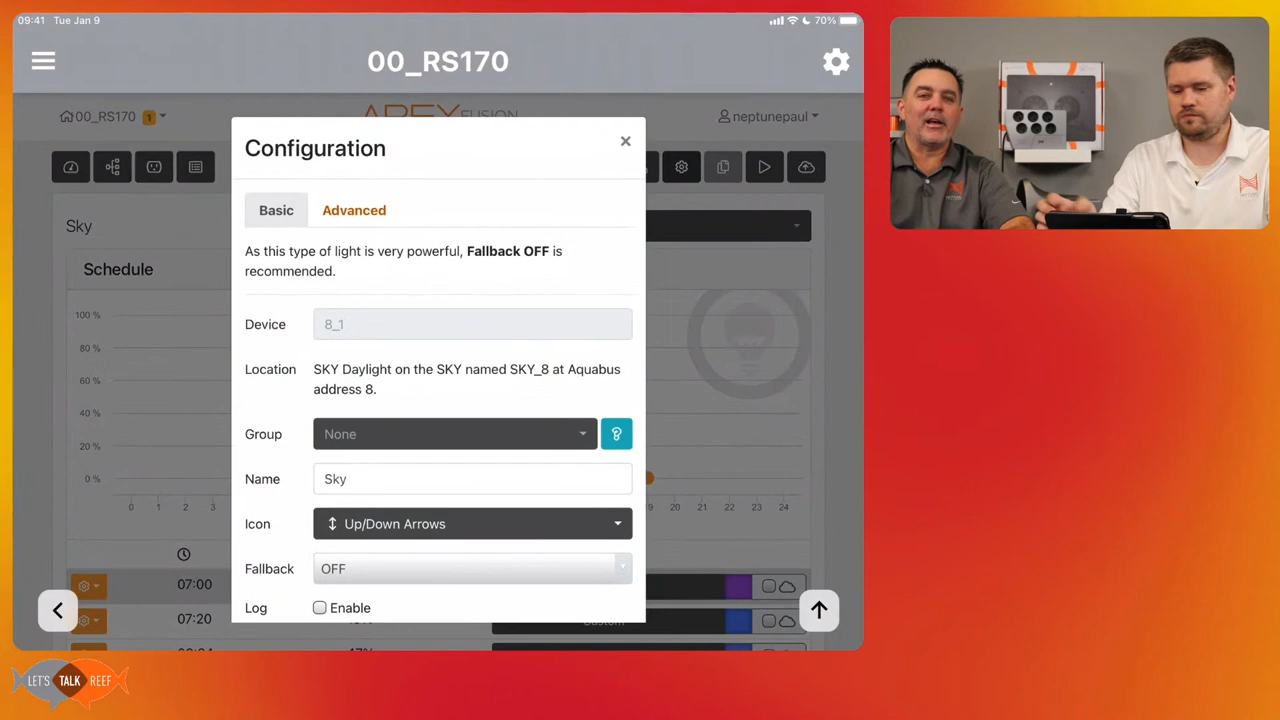 09:41 Tue Jan 9
70%
00_RS170
00_RS170 1
neptunepaul
Configuration
×
Basic
Advanced
As this type of light is very powerful, Fallback OFF is
recommended.
Sky
Schedule
Device
8_1
Location
SKY Daylight on the SKY named SKY_8 at Aquabus
address 8.
Group
None
Name
Sky
Icon
Up/Down Arrows
Fallback
OFF
Log
Enable
100 %
80 %
60 %
40 %
20 %
0 %
0 1 2 3
19 20 21 22 23 24
07:00
07:20
Custom
LET'S TALK REEF